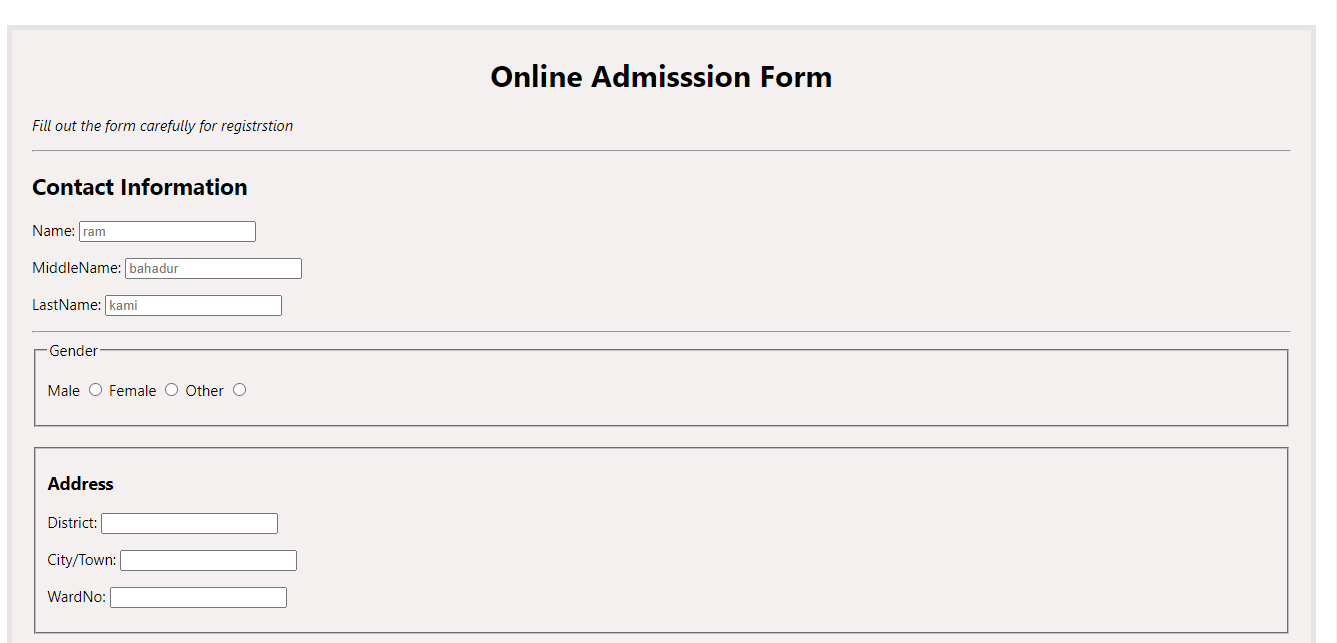 Online Admisssion Form
Fill out the form carefully for registrstion
Contact Information
Name: ram
MiddleName: bahadur
LastName: kami
Gender
Male Female Other
Address
District:
City/Town:
WardNo: